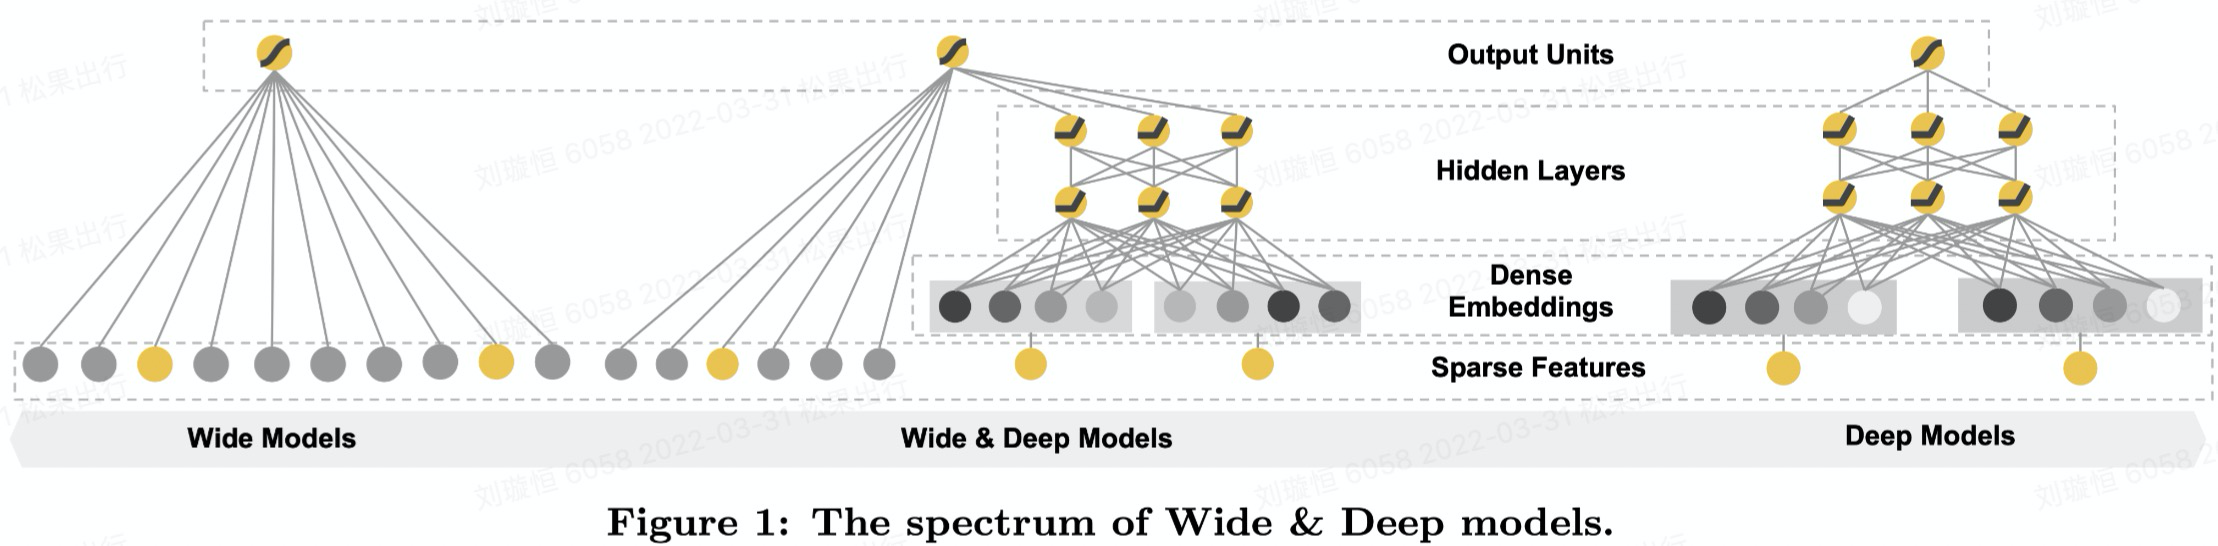 Output Units
Hidden Layers
Dense
Embeddings
Sparse Features
Wide Models
Wide & Deep Models
Deep Models
Figure 1: The spectrum of Wide & Deep models.
刘璇恒 6058 2022-03-31 松果出行